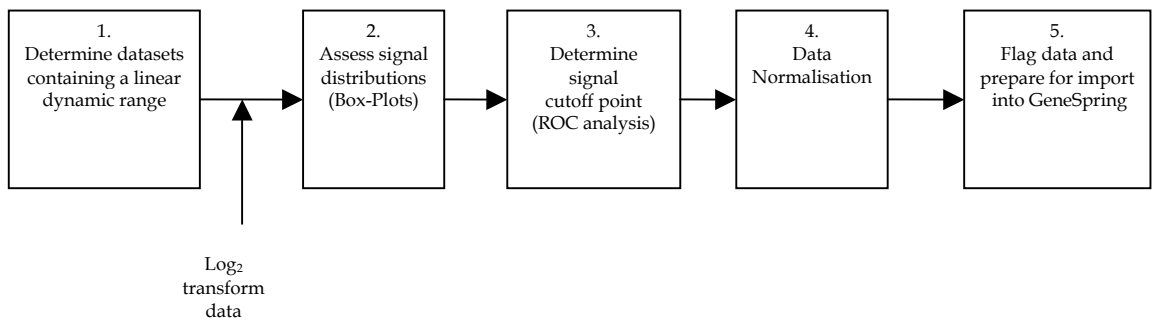 1.
Determine datasets
containing a linear
dynamic range
2.
Assess signal
distributions
(Box-Plots)
3.
Determine
signal
cutoff point
(ROC analysis)
4.
Data
Normalisation
5.
Flag data and
prepare for import
into GeneSpring
Log₂
transform
data